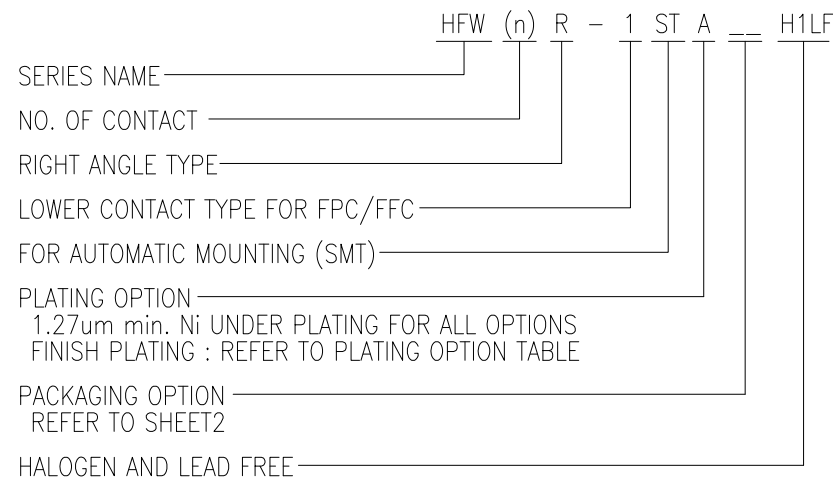 HFW (n) R - 1 ST A __ H1LF
SERIES NAME
NO. OF CONTACT
RIGHT ANGLE TYPE
LOWER CONTACT TYPE FOR FPC/FFC
FOR AUTOMATIC MOUNTING (SMT)
PLATING OPTION
1.27um min. Ni UNDER PLATING FOR ALL OPTIONS
FINISH PLATING : REFER TO PLATING OPTION TABLE
PACKAGING OPTION
REFER TO SHEET2
HALOGEN AND LEAD FREE